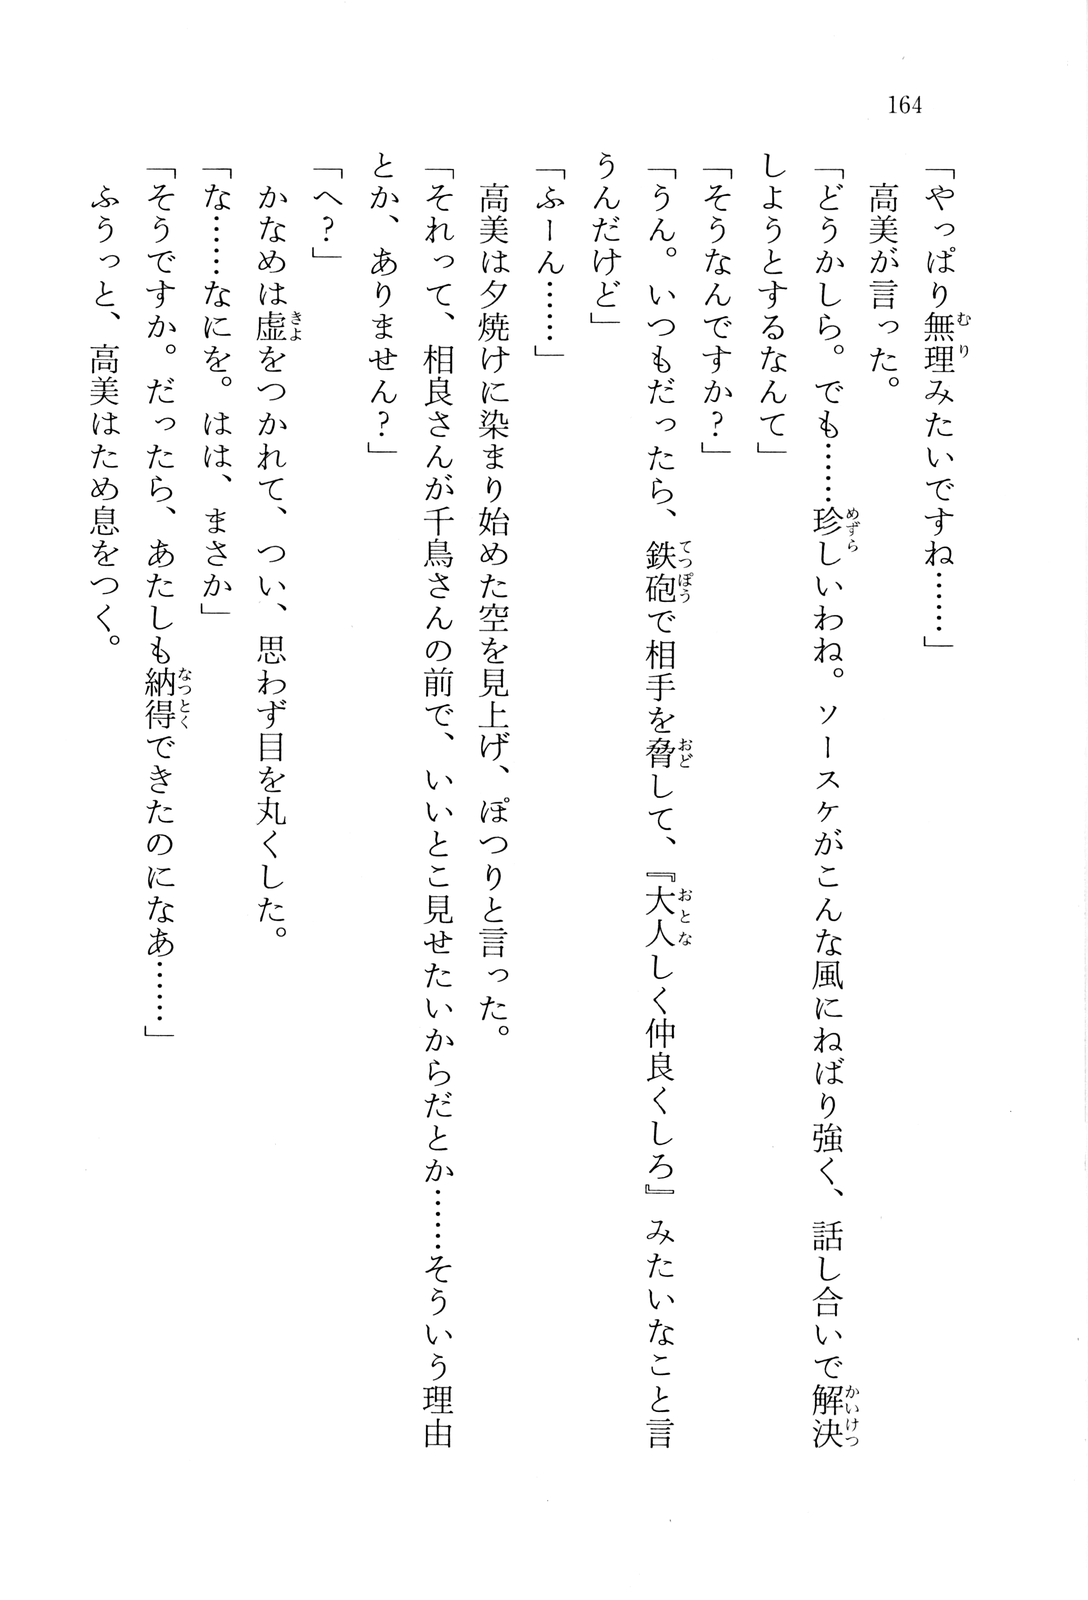 164
「やっぱり無理みたいですね……」
　高美が言った。
「どうかしら。でも……珍しいわね。ソースケがこんな風にねばり強く、話し合いで解決
しようとするなんて」
「そうなんですか？」
「うん。いつもだったら、鉄砲で相手を脅して、『大人しく仲良くしろ』みたいなこと言
うんだけど」
「ふーん……」
　高美は夕焼けに染まり始めた空を見上げ、ぽつりと言った。
「それって、相良さんが千鳥さんの前で、いいとこ見せたいからだとか……そういう理由
とか、ありません？」
「へ？」
　かなめは虚をつかれて、つい、思わず目を丸くした。
「な……なにを。はは、まさか」
「そうですか。だったら、あたしも納得できたのになあ……」
　ふうっと、高美はため息をつく。